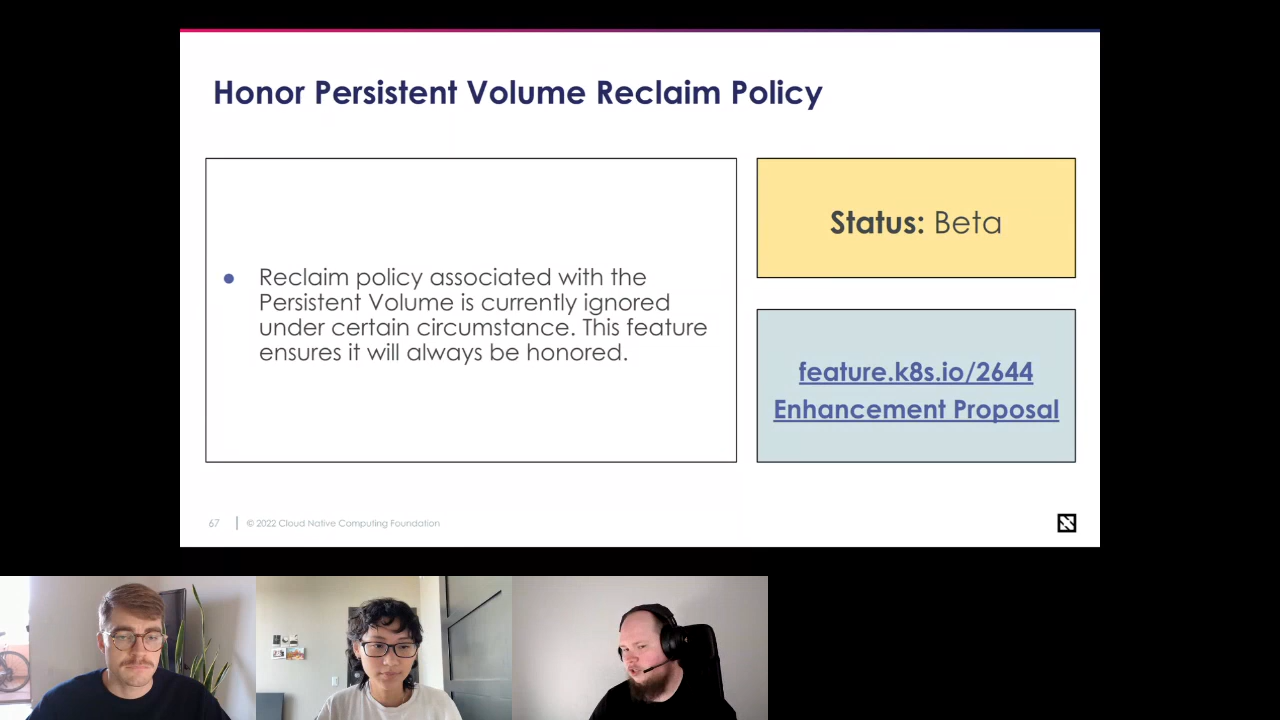 Honor Persistent Volume Reclaim Policy
● Reclaim policy associated with the
Persistent Volume is currently ignored
under certain circumstance. This feature
ensures it will always be honored.
Status: Beta
feature.k8s.io/2644
Enhancement Proposal
67
© 2022 Cloud Native Computing Foundation